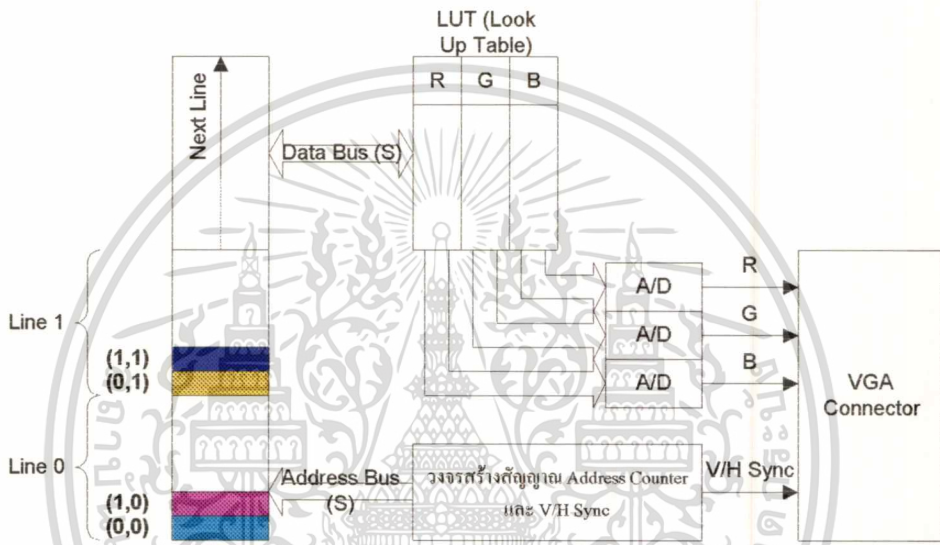 LUT (Look
Up Table)
R G B
Next Line
Data Bus (S)
Line 1
(1,1)
(0,1)
A/D
A/D
A/D
R
G
B
VGA
Connector
Line 0
(1,0)
(0,0)
Address Bus
(S)
วงจรสร้างสัญญาณ Address Counter
และ V/H Sync
V/H Sync